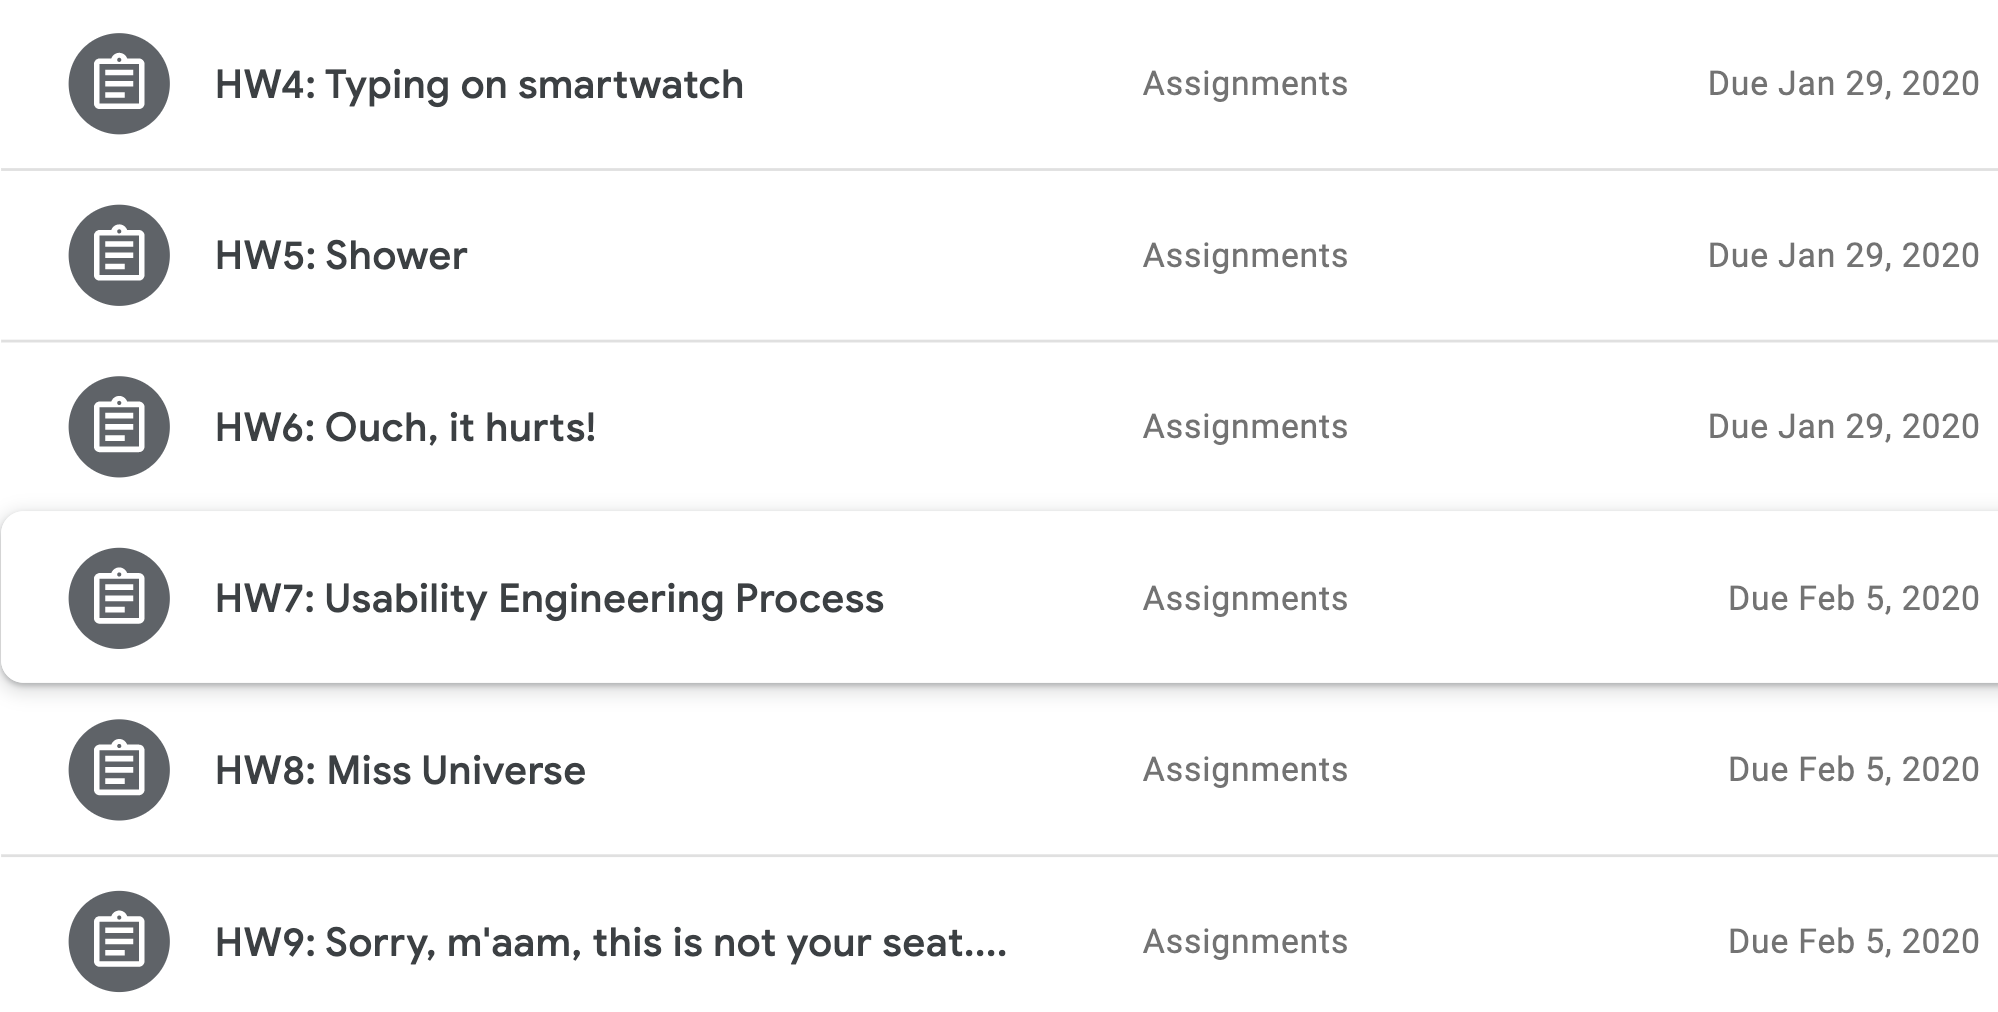 HW4: Typing on smartwatch Assignments Due Jan 29, 2020
HW5: Shower Assignments Due Jan 29, 2020
HW6: Ouch, it hurts! Assignments Due Jan 29, 2020
HW7: Usability Engineering Process Assignments Due Feb 5, 2020
HW8: Miss Universe Assignments Due Feb 5, 2020
HW9: Sorry, m'aam, this is not your seat.... Assignments Due Feb 5, 2020